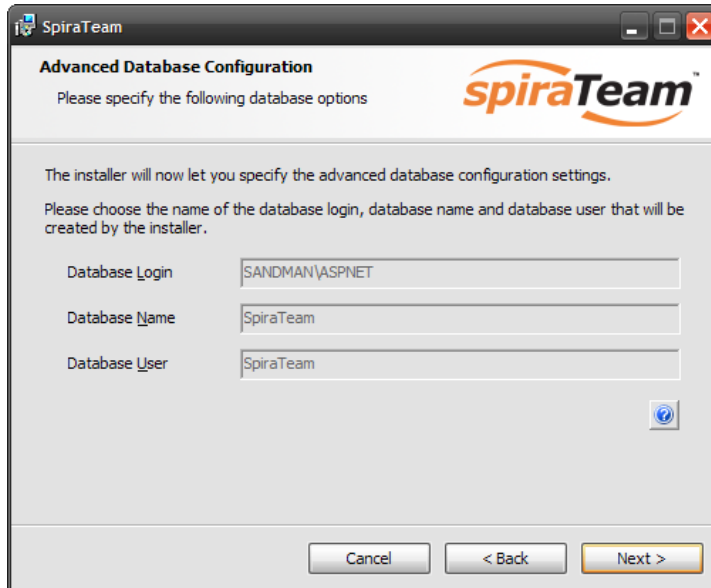 SpiraTeam
Advanced Database Configuration
Please specify the following database options
spiraTeam™
The installer will now let you specify the advanced database configuration settings.
Please choose the name of the database login, database name and database user that will be
created by the installer.
Database Login SANDMAN\ASPNET
Database Name SpiraTeam
Database User SpiraTeam
Cancel < Back Next >